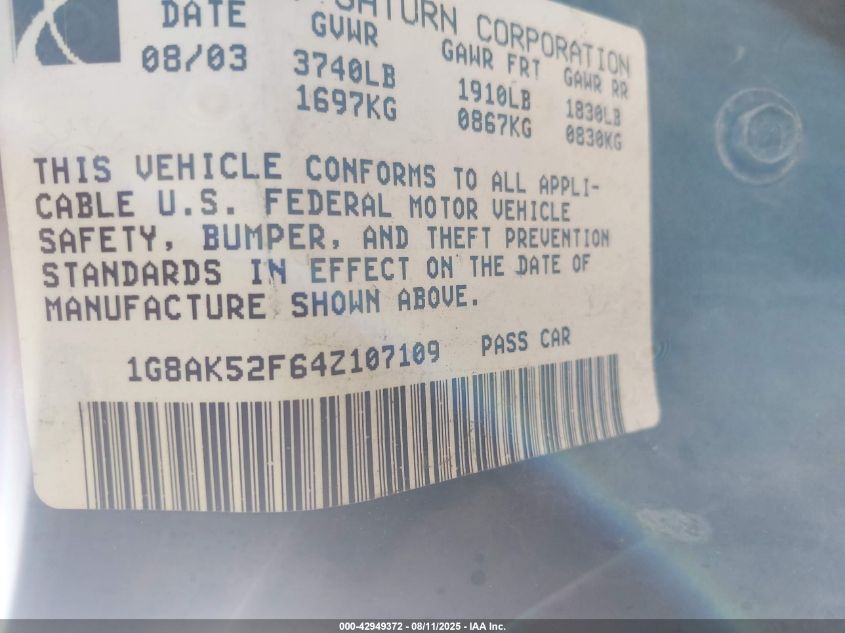 SATURN CORPORATION
DATE GVWR GAWR FRT GAWR RR
08/03 3740LB 1910LB 1830LB
1697KG 0867KG 0830KG
THIS VEHICLE CONFORMS TO ALL APPLI-
CABLE U.S. FEDERAL MOTOR VEHICLE
SAFETY, BUMPER, AND THEFT PREVENTION
STANDARDS IN EFFECT ON THE DATE OF
MANUFACTURE SHOWN ABOVE.
1G8AK52F64Z107109 PASS CAR
000-42949372 - 08/11/2025 - IAA Inc.